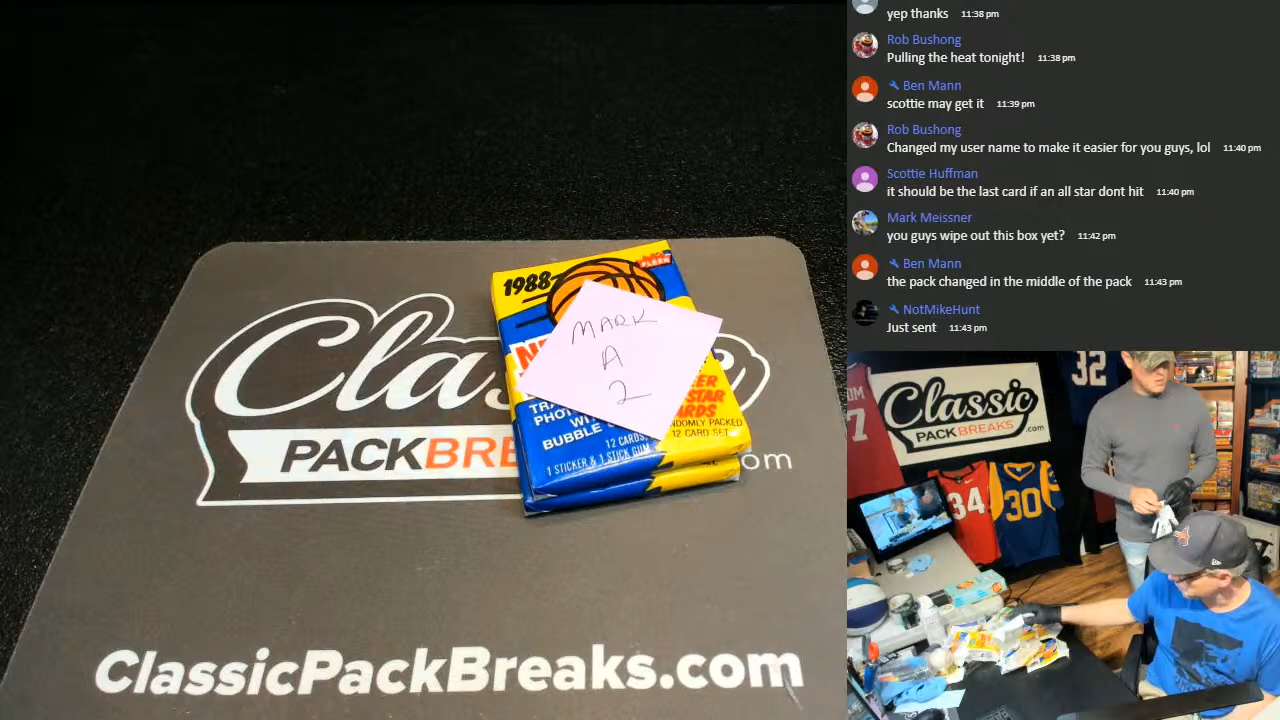 yep thanks 11:38 pm
Rob Bushong
Pulling the heat tonight! 11:38 pm
Ben Mann
scottie may get it 11:39 pm
Rob Bushong
Changed my user name to make it easier for you guys, lol 11:40 pm
Scottie Huffman
it should be the last card if an all star dont hit 11:40 pm
Mark Meissner
you guys wipe out this box yet? 11:42 pm
Ben Mann
the pack changed in the middle of the pack 11:43 pm
NotMikeHunt
Just sent 11:43 pm
1988
FLEER
MARK
A
2
12 CARDS
1 STICKER & 1 STICK GUM
12 CARD SET
Clas
PACKBRE
om
ClassicPackBreaks.com
Classic
PACKBREAKS
.com
32
7
34
30